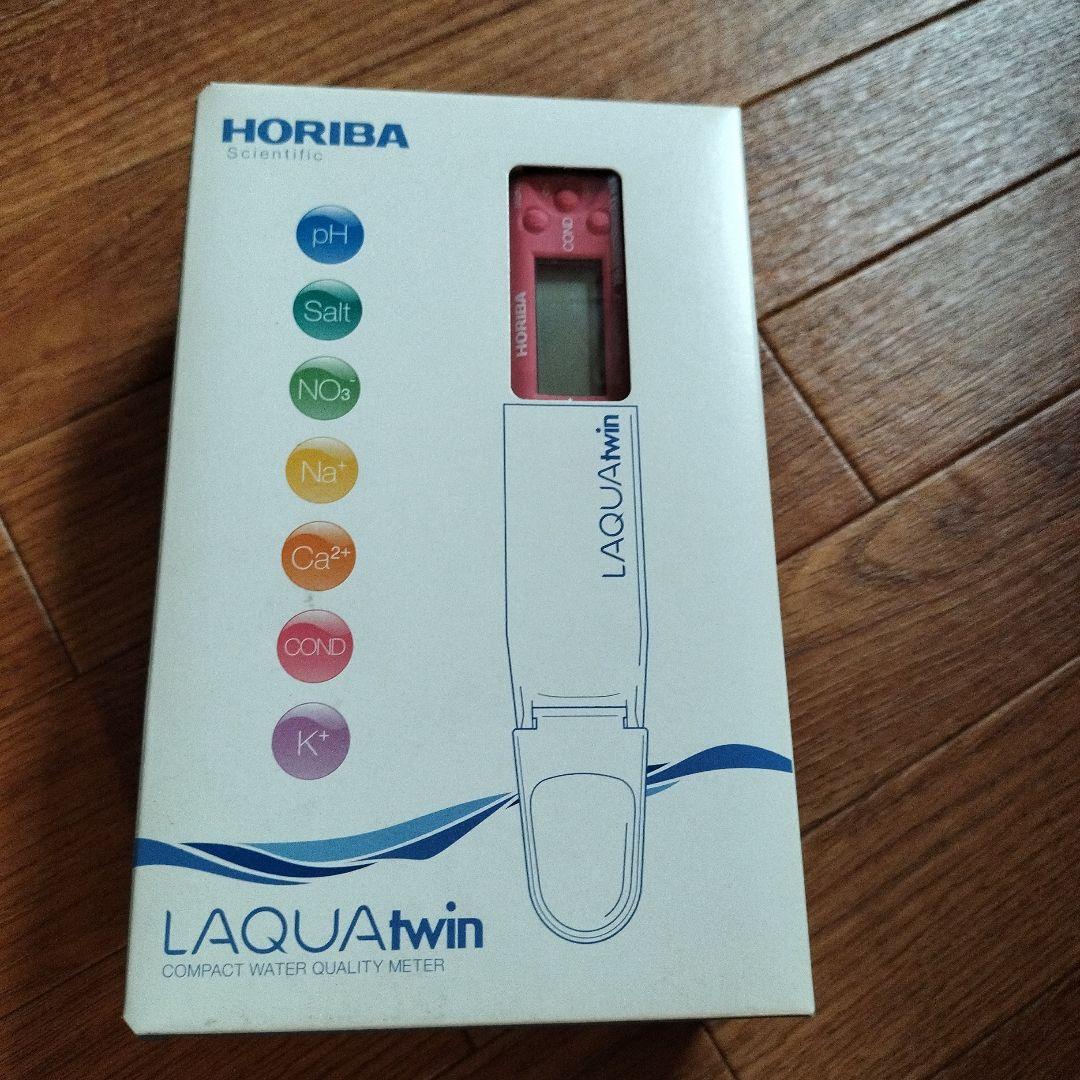 HORIBA
Scientific
pH
Salt
NO₃⁻
Na⁺
Ca²⁺
COND
K⁺
COND
HORIBA
LAQUAtwin
LAQUAtwin
COMPACT WATER QUALITY METER